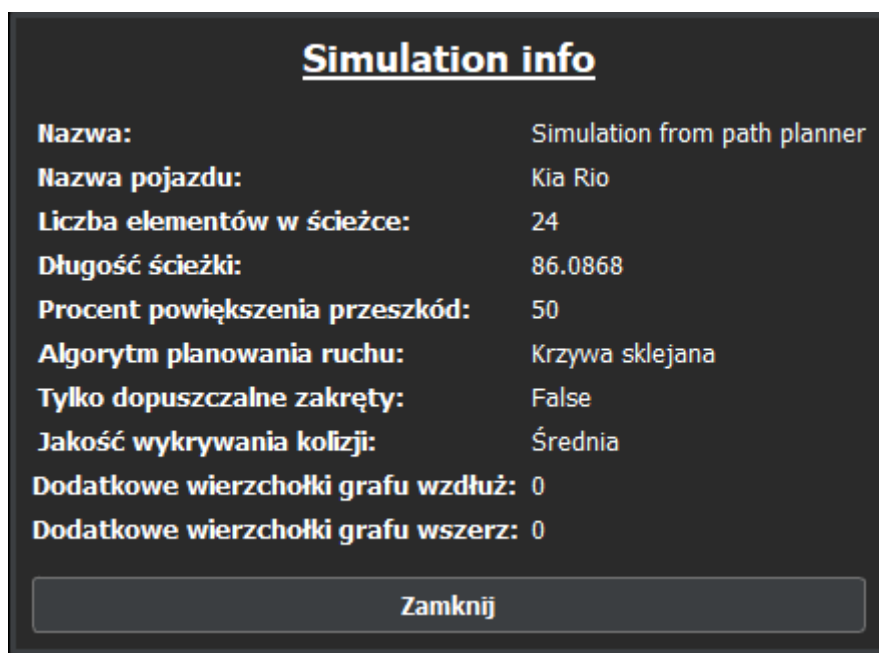 Simulation info
Nazwa: Simulation from path planner
Nazwa pojazdu: Kia Rio
Liczba elementów w ścieżce: 24
Długość ścieżki: 86.0868
Procent powiększenia przeszkód: 50
Algorytm planowania ruchu: Krzywa sklejana
Tylko dopuszczalne zakręty: False
Jakość wykrywania kolizji: Średnia
Dodatkowe wierzchołki grafu wzdłuż: 0
Dodatkowe wierzchołki grafu wszerz: 0
Zamknij